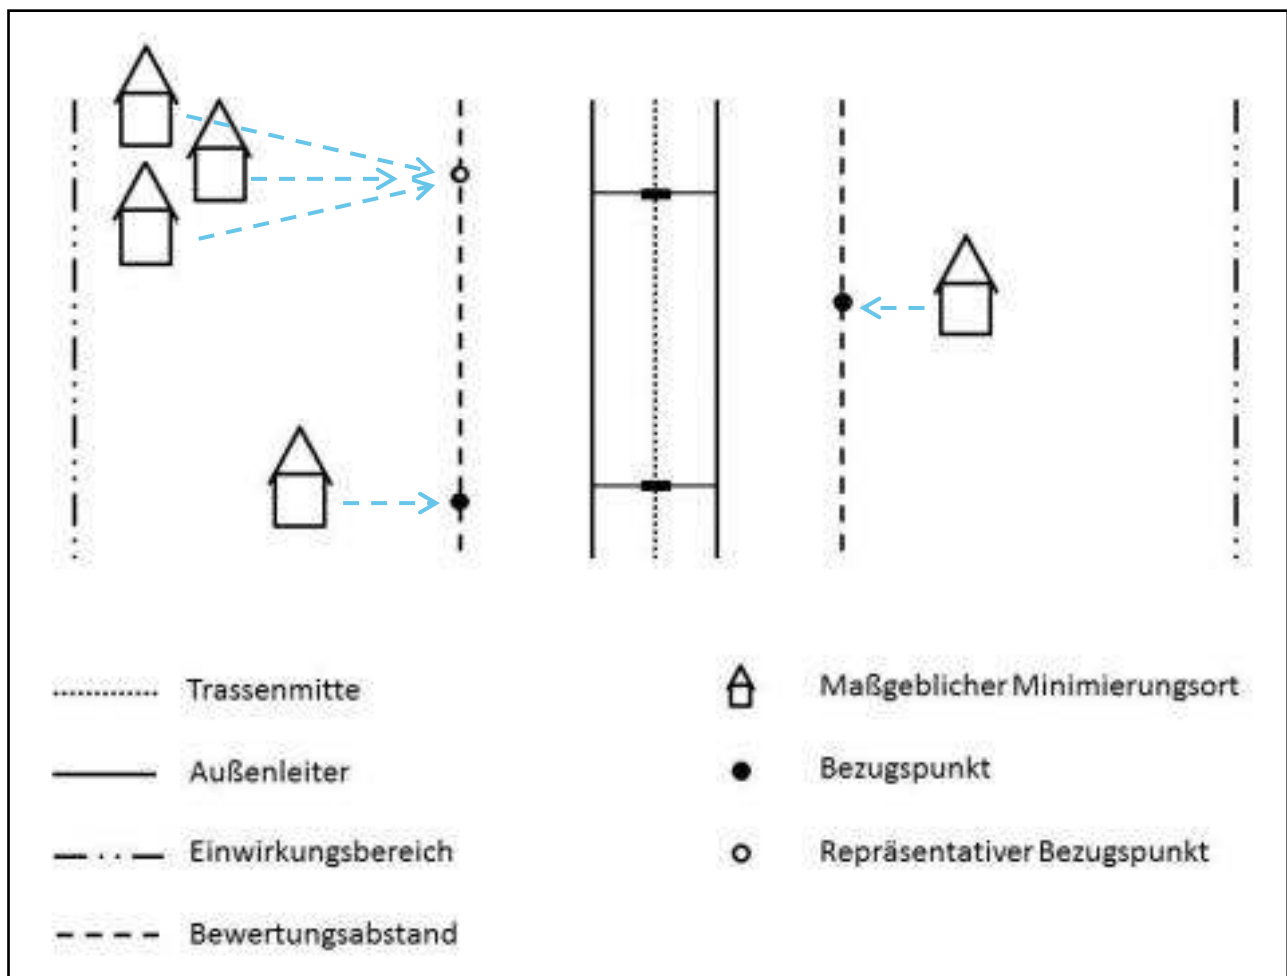 Trassenmitte
Außenleiter
Einwirkungsbereich
Bewertungsabstand
Maßgeblicher Minimierungsort
Bezugspunkt
Repräsentativer Bezugspunkt